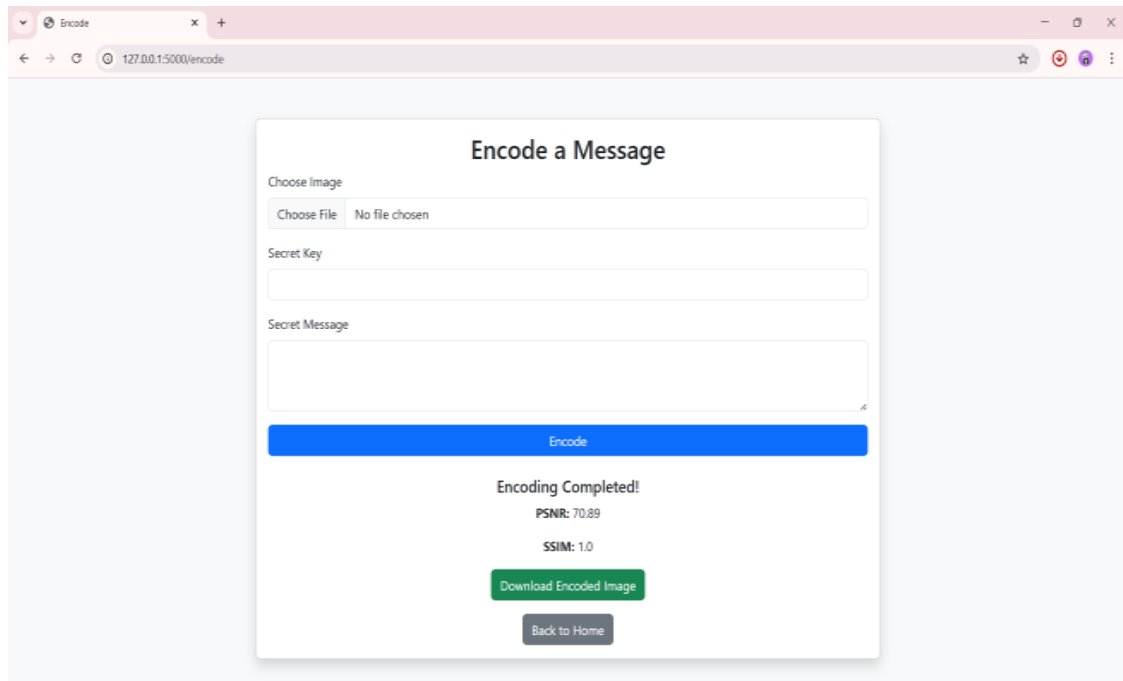 Encode
127.0.0.1:5000/encode
Encode a Message
Choose Image
Choose File No file chosen
Secret Key
Secret Message
Encode
Encoding Completed!
PSNR: 70.89
SSIM: 1.0
Download Encoded Image
Back to Home